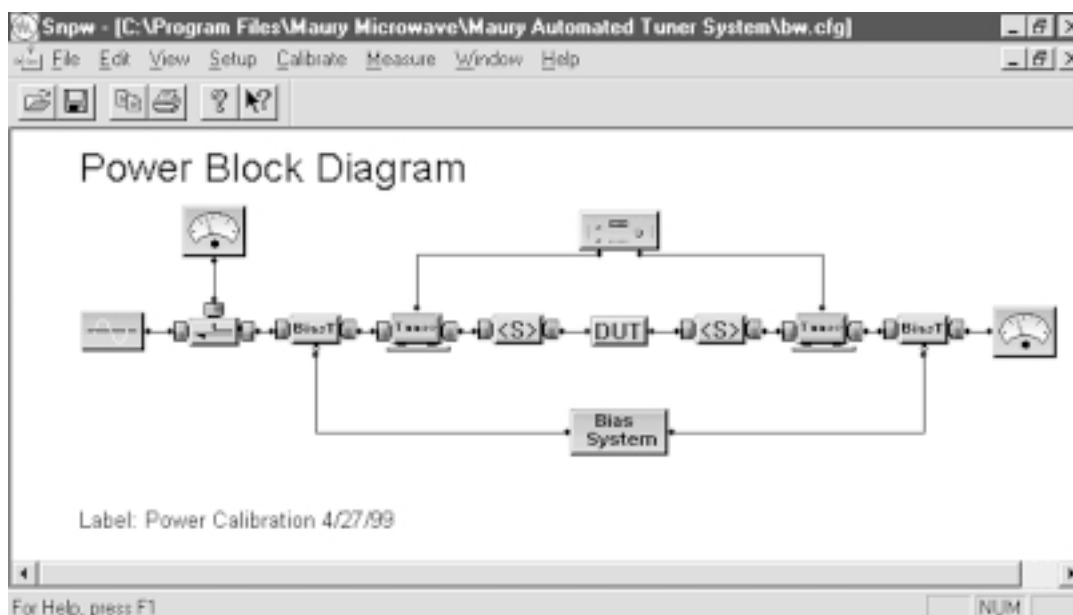 Snpw - [C:\Program Files\Maury Microwave\Maury Automated Tuner System\bw.cfg]
File Edit View Setup Calibrate Measure Window Help
Power Block Diagram
BiasT Tuner <S> DUT <S> Tuner BiasT
Bias
System
Label: Power Calibration 4/27/99
For Help, press F1 NUM